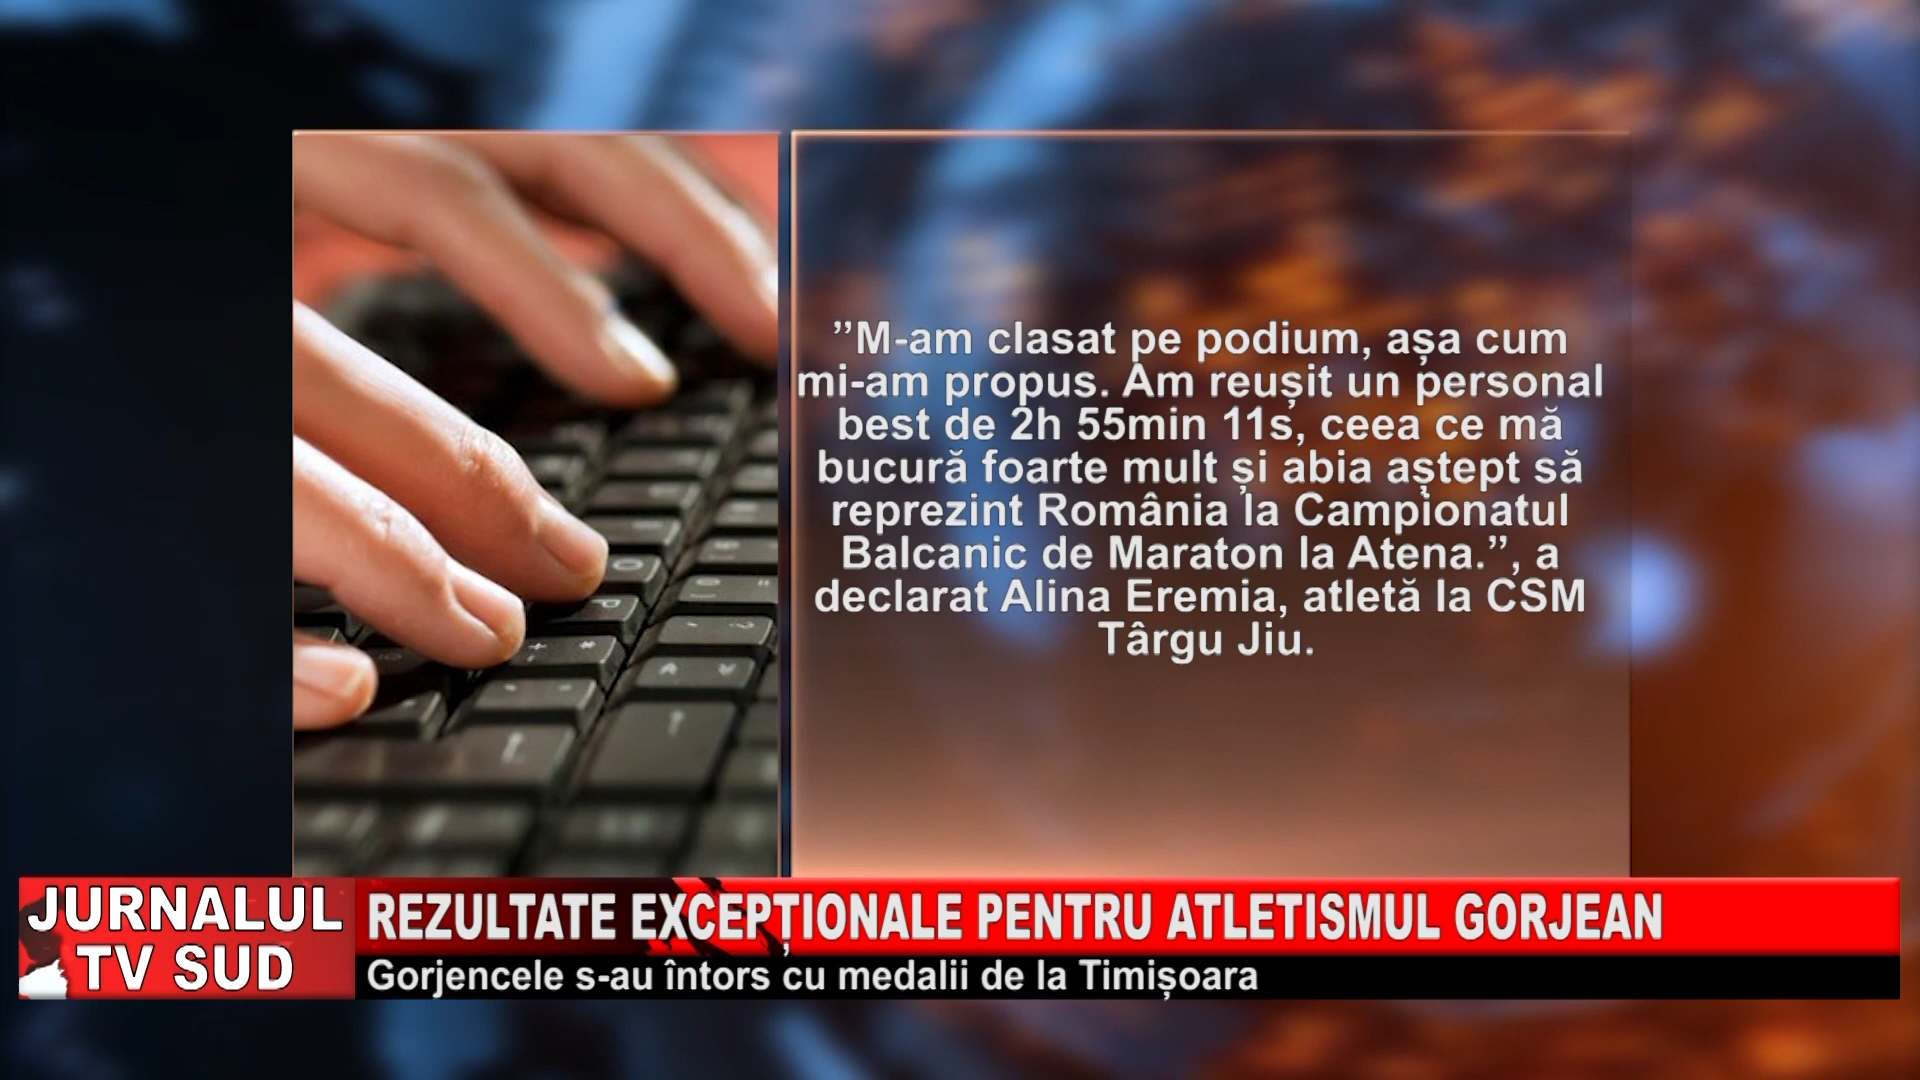 ”M-am clasat pe podium, așa cum
mi-am propus. Am reușit un personal
best de 2h 55min 11s, ceea ce mă
bucură foarte mult și abia aștept să
reprezint România la Campionatul
Balcanic de Maraton la Atena.”, a
declarat Alina Eremia, atletă la CSM
Târgu Jiu.
JURNALUL
TV SUD
REZULTATE EXCEPȚIONALE PENTRU ATLETISMUL GORJEAN
Gorjencele s-au întors cu medalii de la Timișoara